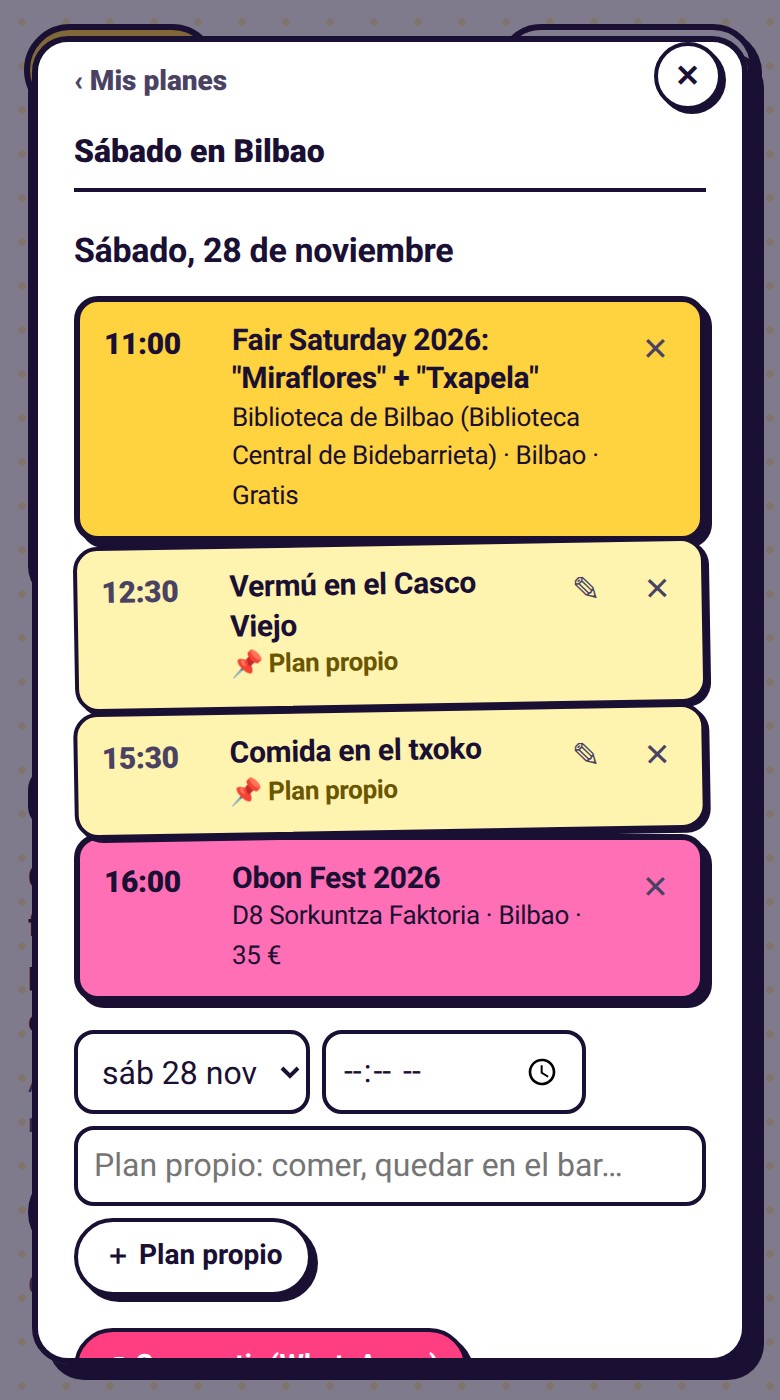 ‹ Mis planes
✕
Sábado en Bilbao
Sábado, 28 de noviembre
11:00
Fair Saturday 2026:
"Miraflores" + "Txapela"
✕
Biblioteca de Bilbao (Biblioteca
Central de Bidebarrieta) · Bilbao ·
Gratis
12:30
Vermú en el Casco
Viejo
✎ ✕
📌 Plan propio
15:30
Comida en el txoko
✎ ✕
📌 Plan propio
16:00
Obon Fest 2026
✕
D8 Sorkuntza Faktoria · Bilbao ·
35 €
sáb 28 nov
--:-- --
Plan propio: comer, quedar en el bar…
+ Plan propio